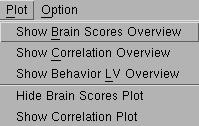 Plot Option
Show Brain Scores Overview
Show Correlation Overview
Show Behavior LV Overview
Hide Brain Scores Plot
Show Correlation Plot